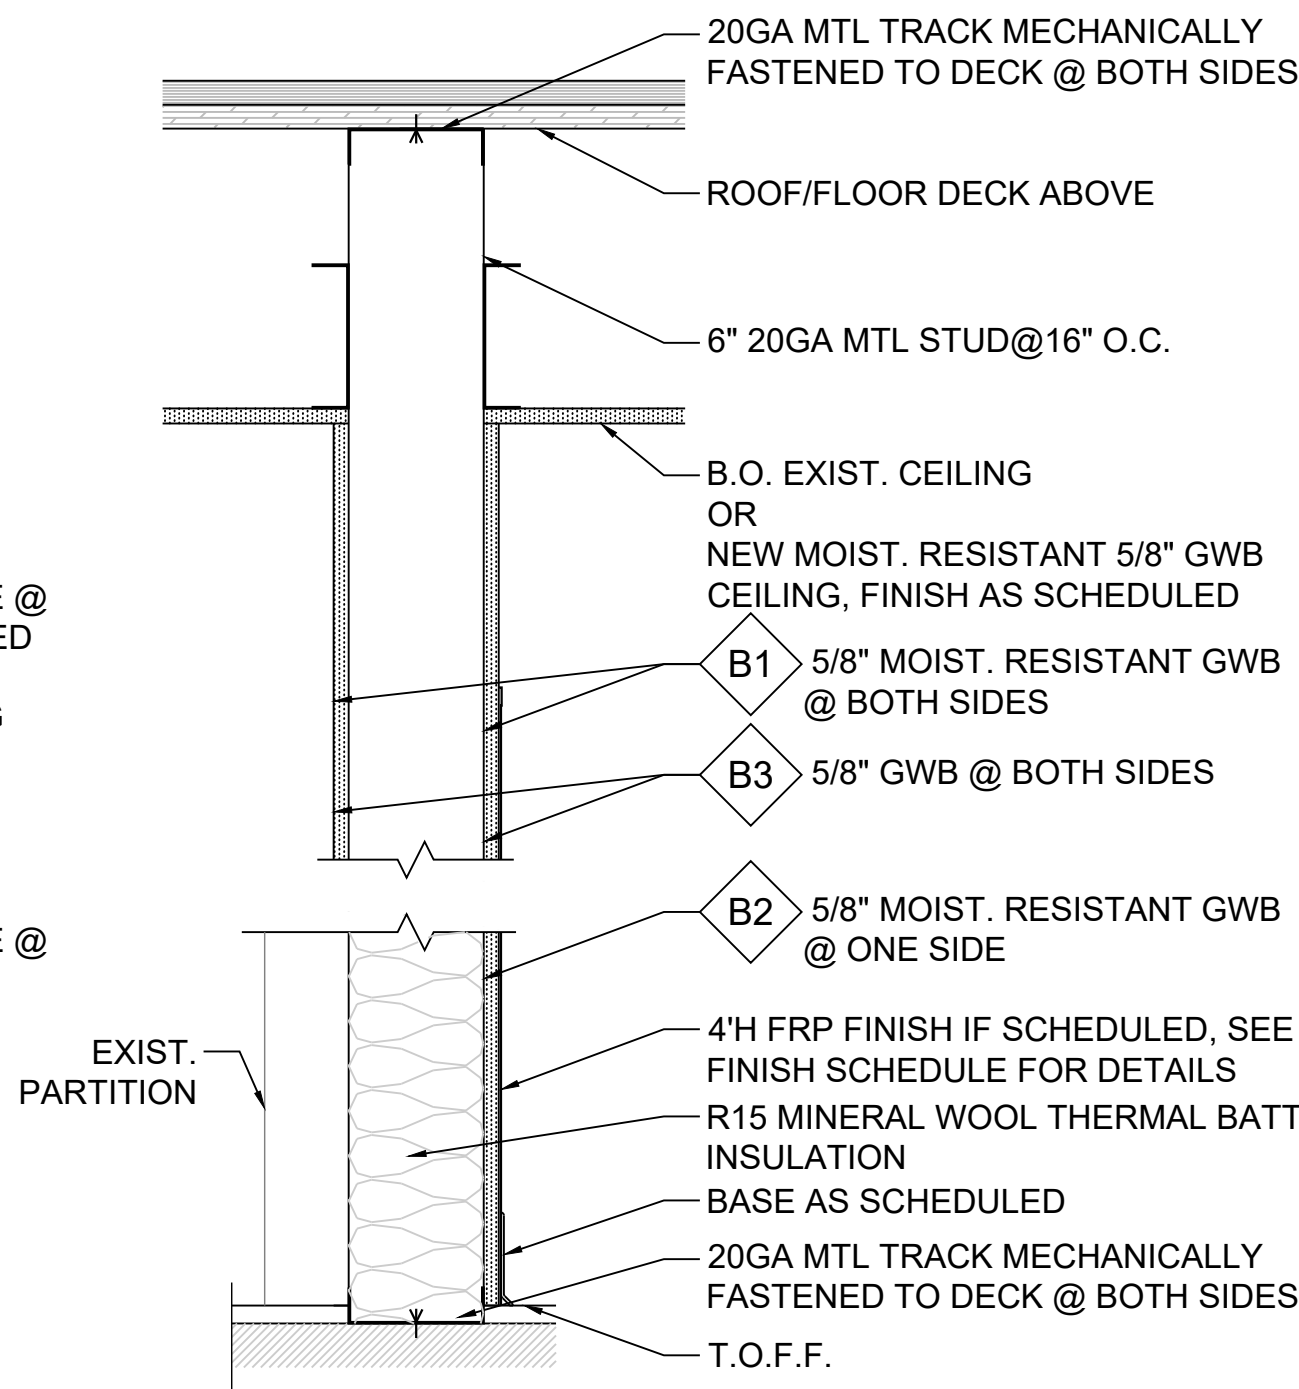 20GA MTL TRACK MECHANICALLY
FASTENED TO DECK @ BOTH SIDES
ROOF/FLOOR DECK ABOVE
6" 20GA MTL STUD@16" O.C.
B.O. EXIST. CEILING
OR
NEW MOIST. RESISTANT 5/8" GWB
CEILING, FINISH AS SCHEDULED
B1 5/8" MOIST. RESISTANT GWB
@ BOTH SIDES
B3 5/8" GWB @ BOTH SIDES
B2 5/8" MOIST. RESISTANT GWB
@ ONE SIDE
4'H FRP FINISH IF SCHEDULED, SEE
FINISH SCHEDULE FOR DETAILS
R15 MINERAL WOOL THERMAL BATT
INSULATION
BASE AS SCHEDULED
20GA MTL TRACK MECHANICALLY
FASTENED TO DECK @ BOTH SIDES
T.O.F.F.
EXIST.
PARTITION
@
ED
@